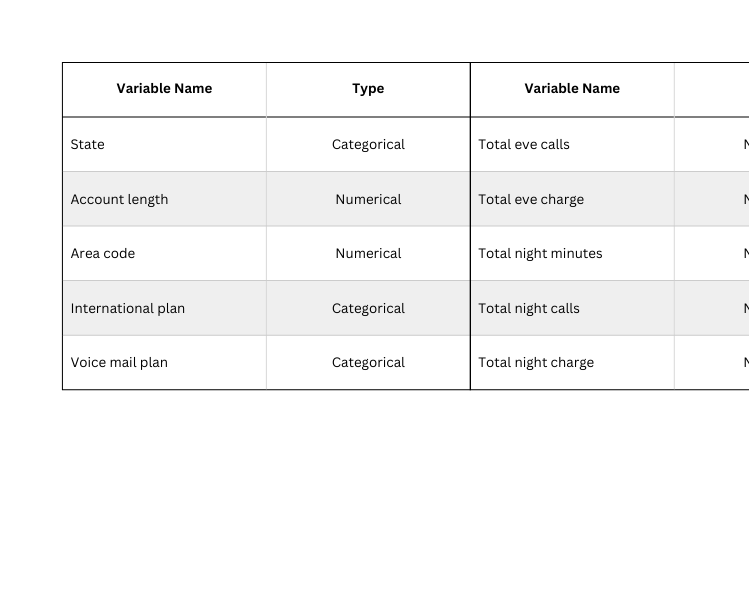 Variable Name Type Variable Name
State Categorical Total eve calls
Account length Numerical Total eve charge
Area code Numerical Total night minutes
International plan Categorical Total night calls
Voice mail plan Categorical Total night charge